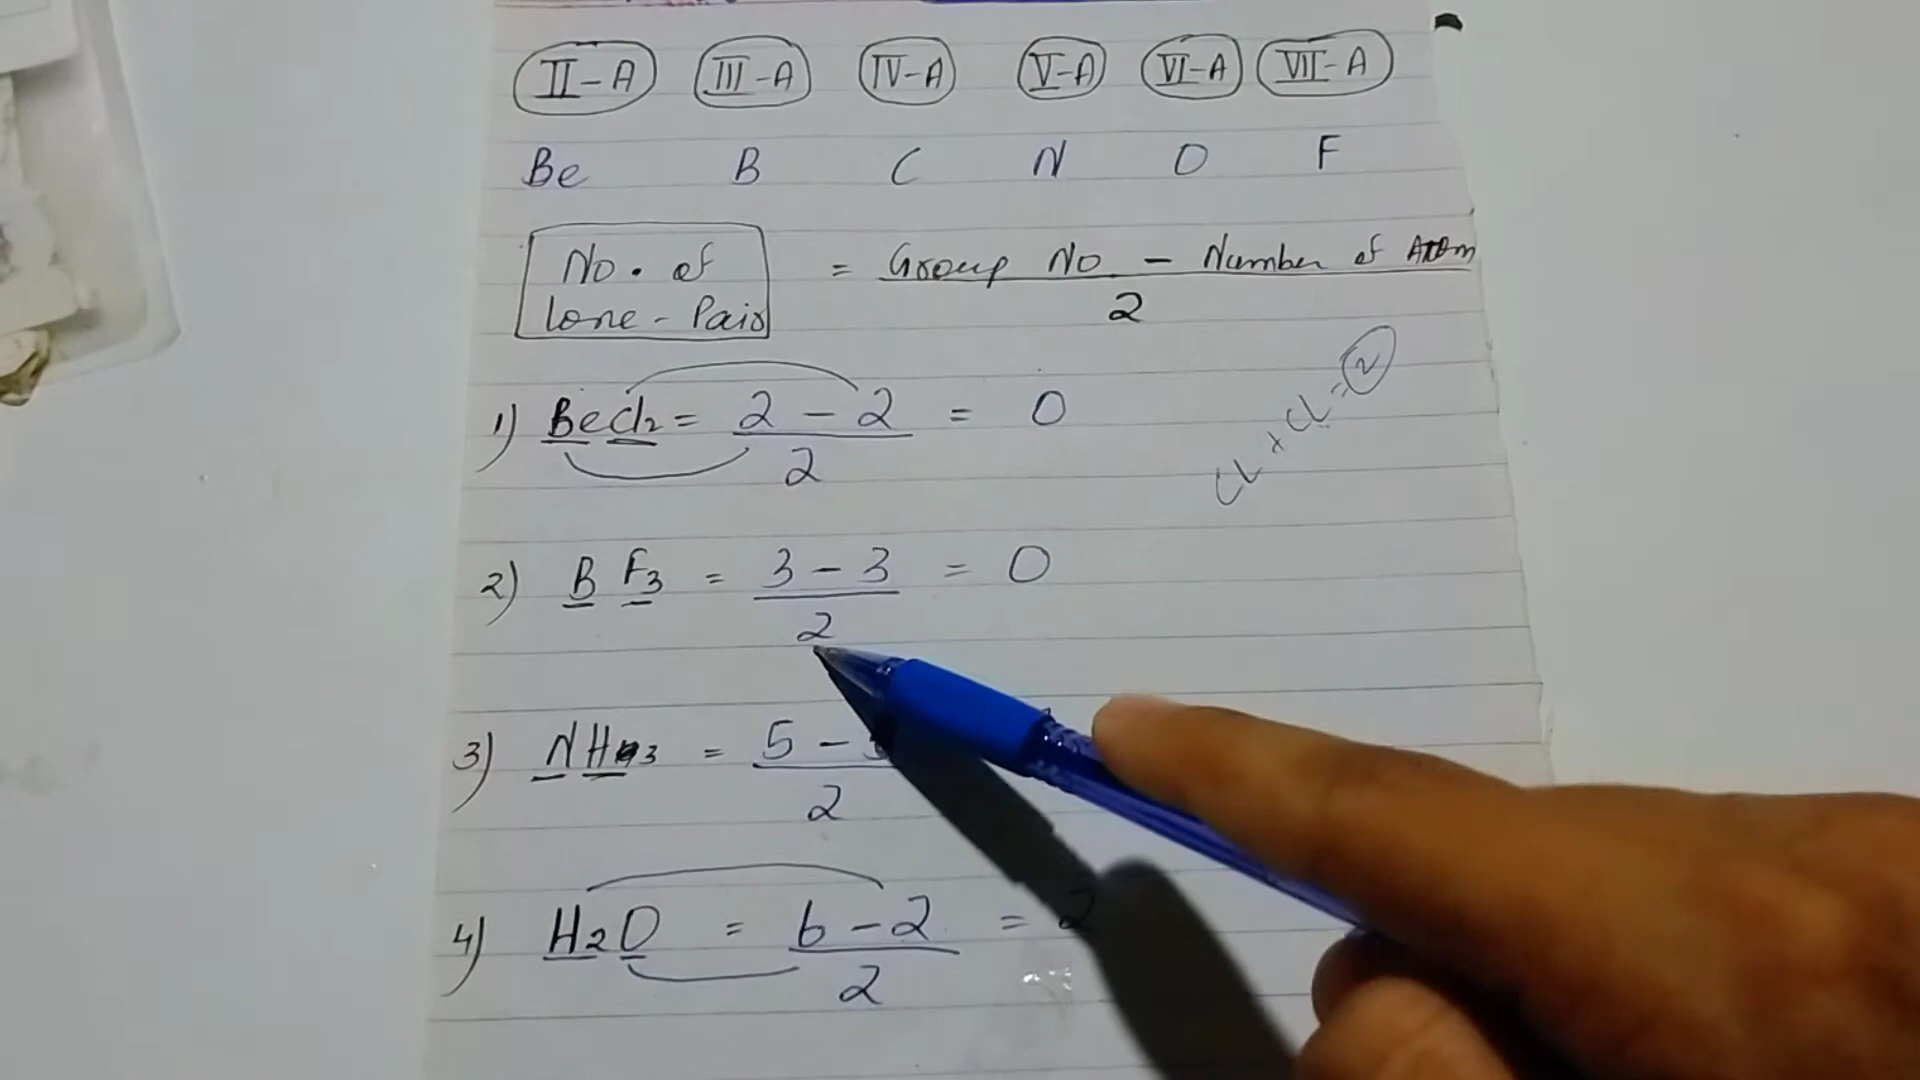 II-A III-A IV-A V-A VI-A VII-A
Be B C N O F
No. of
lone-Pair
= Group No - Number of Atom
2
1) BeCl2 = 2 - 2 = 0
2
CL + CL = 2
2) BF3 = 3 - 3 = 0
2
3) NH3 = 5 -
2
4) H2O = 6 - 2 = 2
2